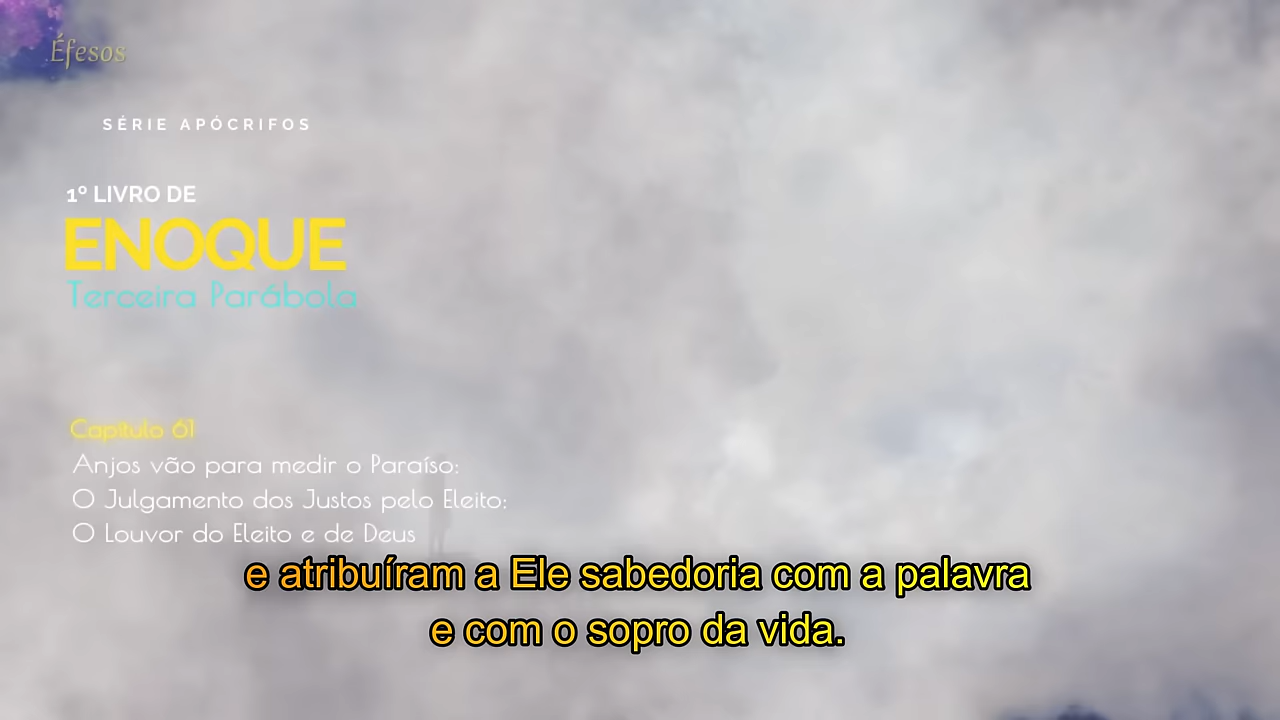 Éfesos
SÉRIE APÓCRIFOS
1º LIVRO DE
ENOQUE
Terceira Parábola
Capítulo 61
Anjos vão para medir o Paraíso:
O Julgamento dos Justos pelo Eleito:
O Louvor do Eleito e de Deus
e atribuíram a Ele sabedoria com a palavra
e com o sopro da vida.